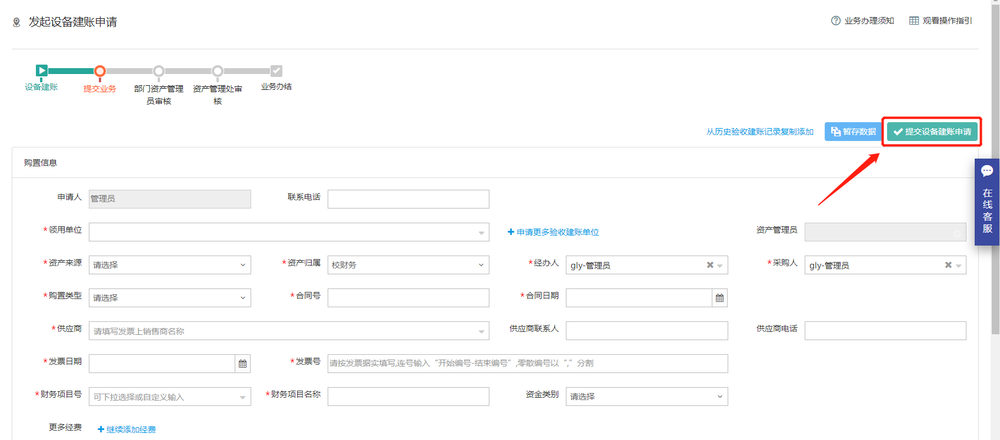 发起设备建账申请
业务办理须知
观看操作指引
设备建账
提交业务
部门资产管理
员审核
资产管理处审
核
业务办结
从历史验收建账记录复制添加
暂存数据
提交设备建账申请
购置信息
申请人
管理员
联系电话
*领用单位
申请更多验收建账单位
资产管理员
*资产来源
请选择
*资产归属
校财务
*经办人
gly-管理员
*采购人
gly-管理员
*购置类型
请选择
*合同号
*合同日期
*供应商
请填写发票上销售商名称
供应商联系人
供应商电话
*发票日期
*发票号
请按发票据实填写,连号输入“开始编号-结束编号”,零散编号以“,”分割
*财务项目号
可下拉选择或自定义输入
*财务项目名称
资金类别
请选择
更多经费
继续添加经费
在
线
客
服